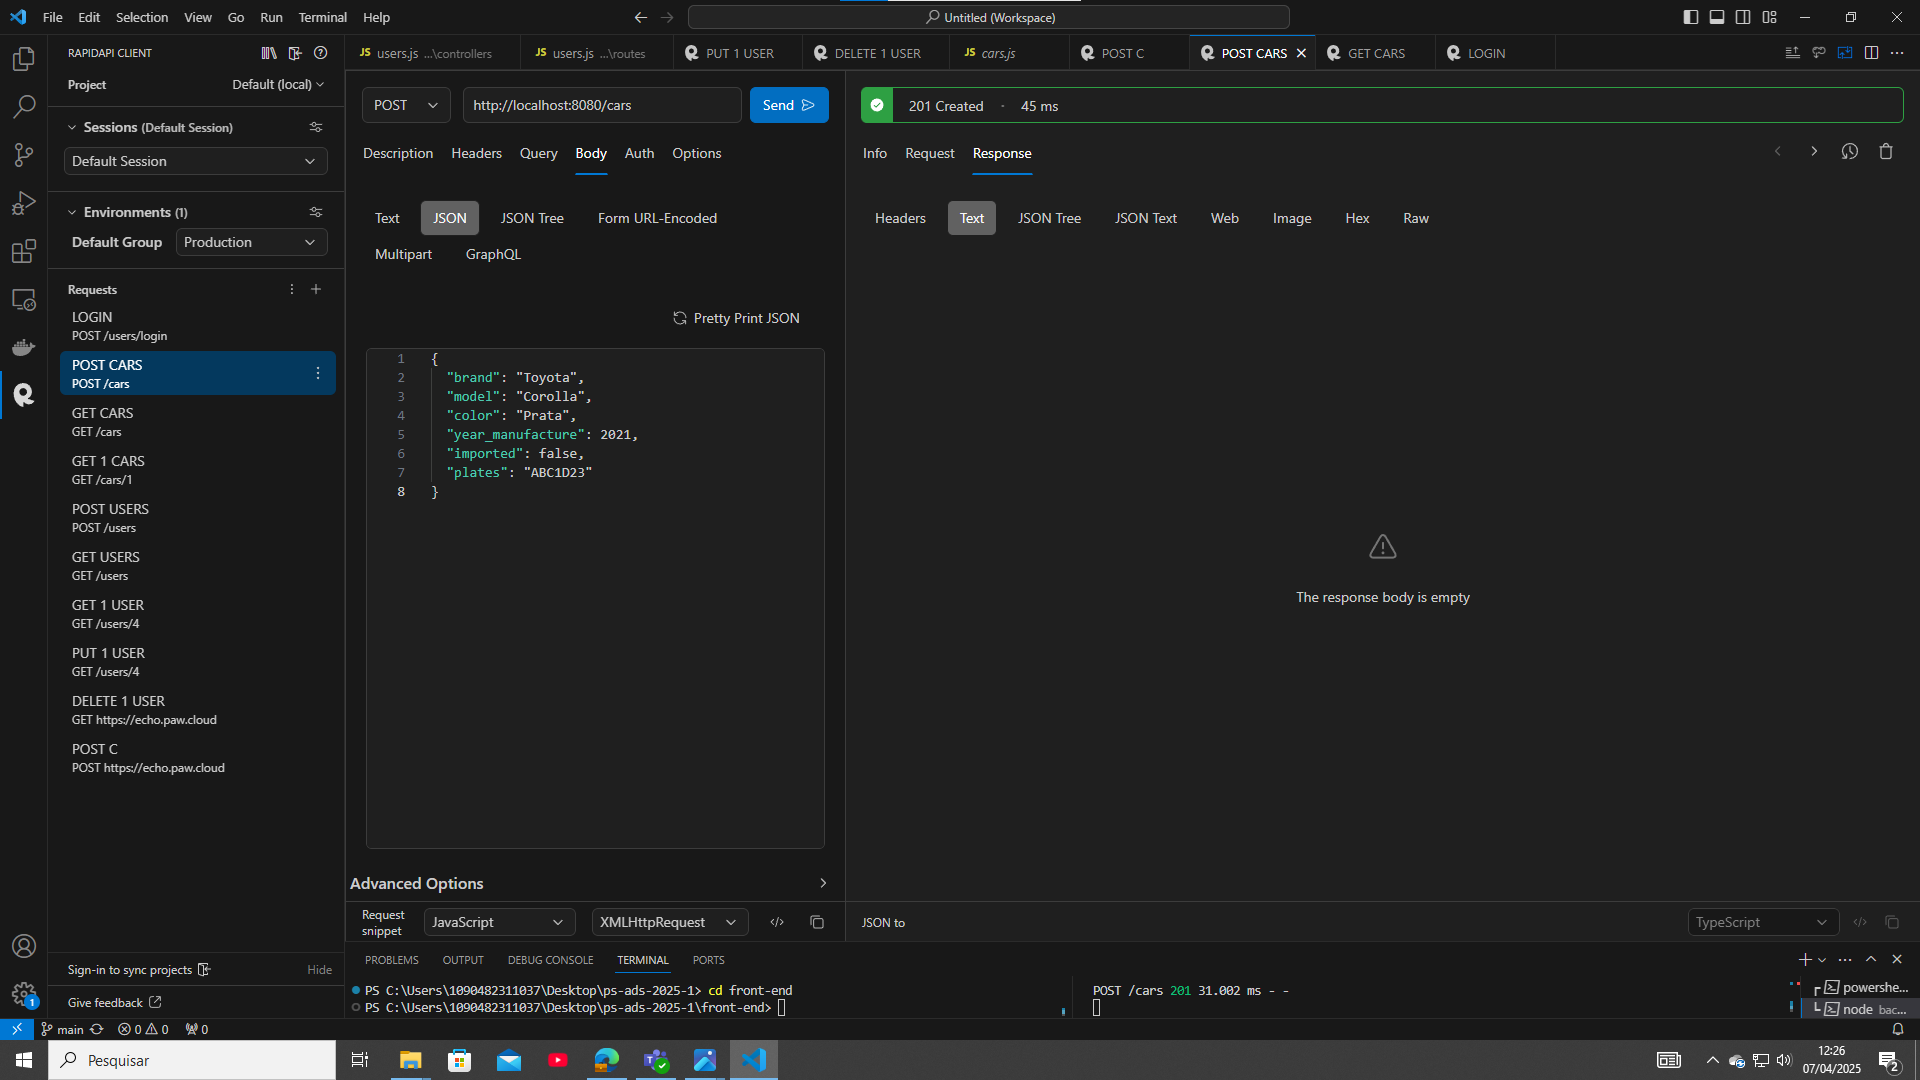 File Edit Selection View Go Run Terminal Help
Untitled (Workspace)
RAPIDAPI CLIENT
Project Default (local)
Sessions (Default Session)
Default Session
Environments (1)
Default Group Production
Requests
LOGIN
POST /users/login
POST CARS
POST /cars
GET CARS
GET /cars
GET 1 CARS
GET /cars/1
POST USERS
POST /users
GET USERS
GET /users
GET 1 USER
GET /users/4
PUT 1 USER
GET /users/4
DELETE 1 USER
GET https://echo.paw.cloud
POST C
POST https://echo.paw.cloud
Sign-in to sync projects Hide
Give feedback
JS users.js ...\controllers JS users.js ...\routes PUT 1 USER DELETE 1 USER JS cars.js POST C POST CARS GET CARS LOGIN
POST http://localhost:8080/cars Send
Description Headers Query Body Auth Options
Text JSON JSON Tree Form URL-Encoded
Multipart GraphQL
Pretty Print JSON
1 {
2 "brand": "Toyota",
3 "model": "Corolla",
4 "color": "Prata",
5 "year_manufacture": 2021,
6 "imported": false,
7 "plates": "ABC1D23"
8 }
Advanced Options
Request snippet JavaScript XMLHttpRequest
201 Created · 45 ms
Info Request Response
Headers Text JSON Tree JSON Text Web Image Hex Raw
The response body is empty
JSON to TypeScript
PROBLEMS OUTPUT DEBUG CONSOLE TERMINAL PORTS
PS C:\Users\1090482311037\Desktop\ps-ads-2025-1> cd front-end
PS C:\Users\1090482311037\Desktop\ps-ads-2025-1\front-end>
POST /cars 201 31.002 ms - -
powershe...
node bac...
1
main 0 0 0
Pesquisar
12:26
07/04/2025
2